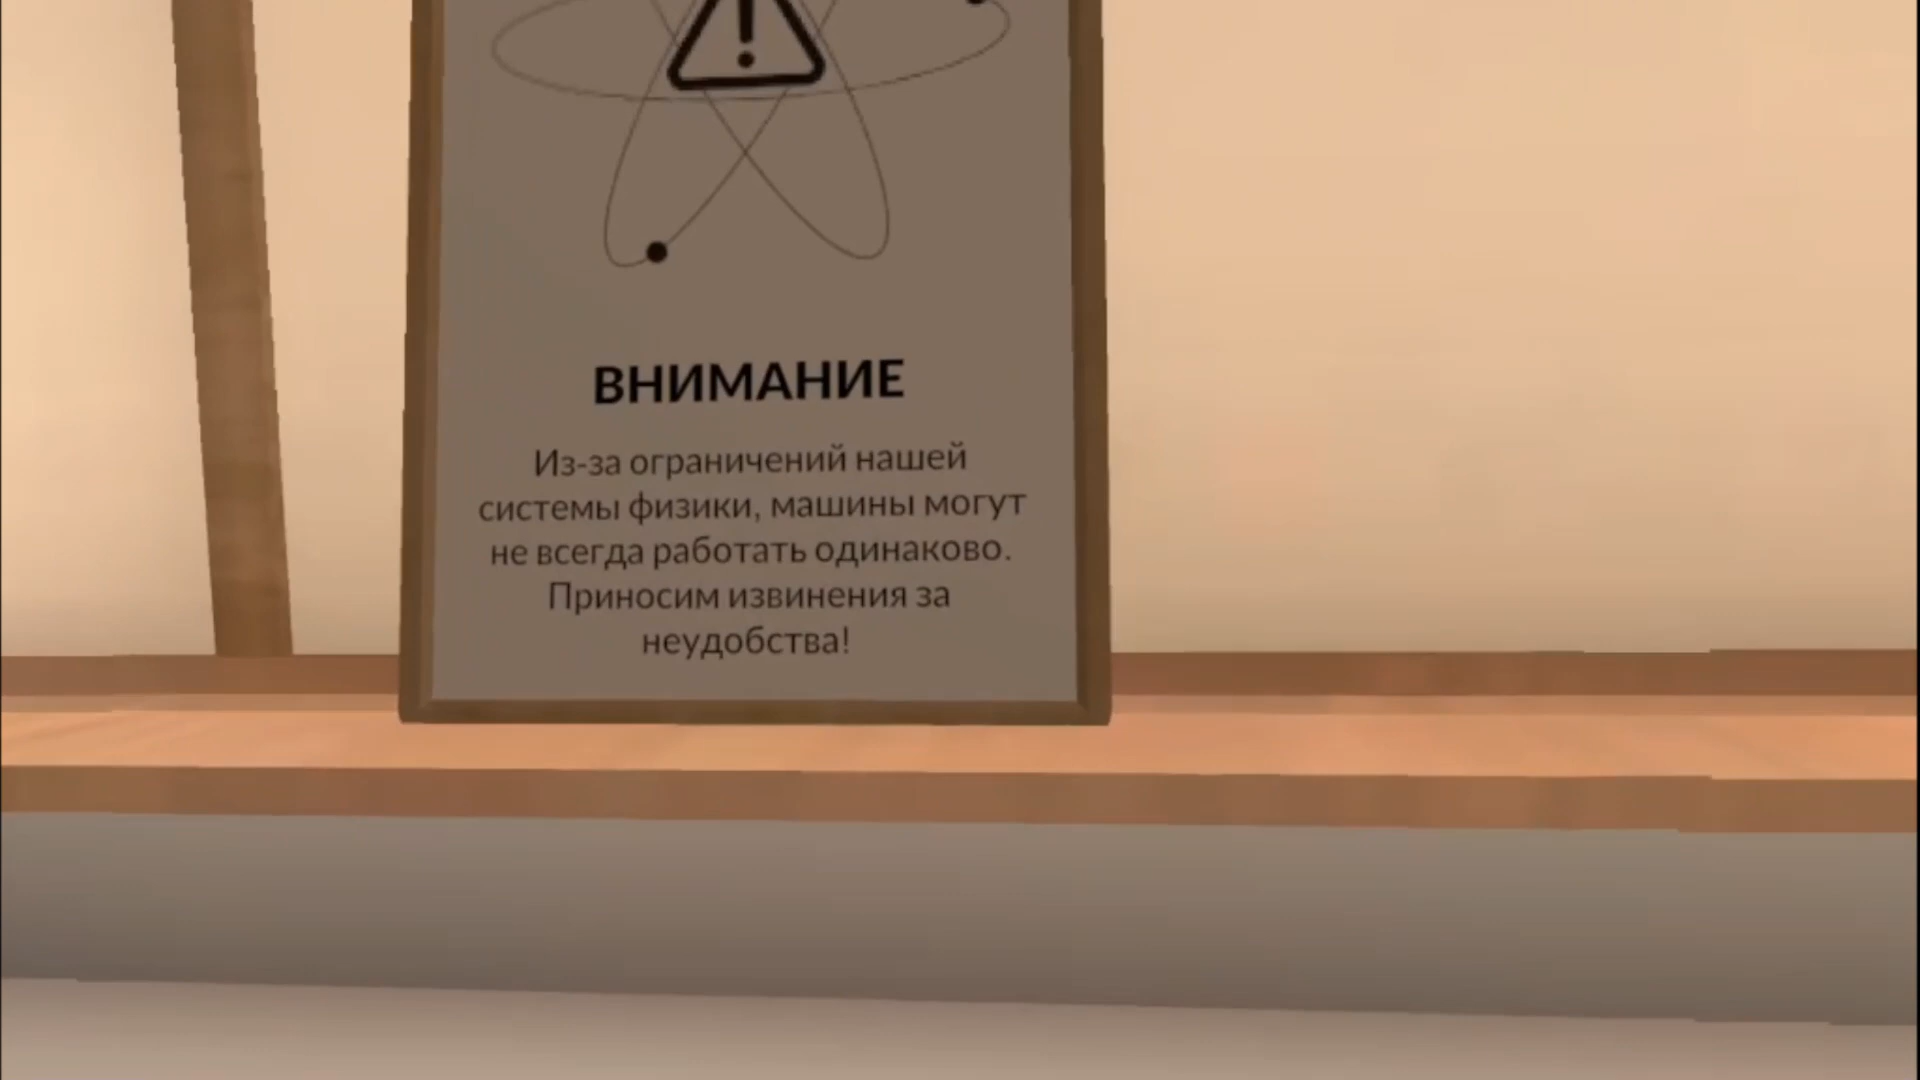 ВНИМАНИЕ
Из-за ограничений нашей
системы физики, машины могут
не всегда работать одинаково.
Приносим извинения за
неудобства!